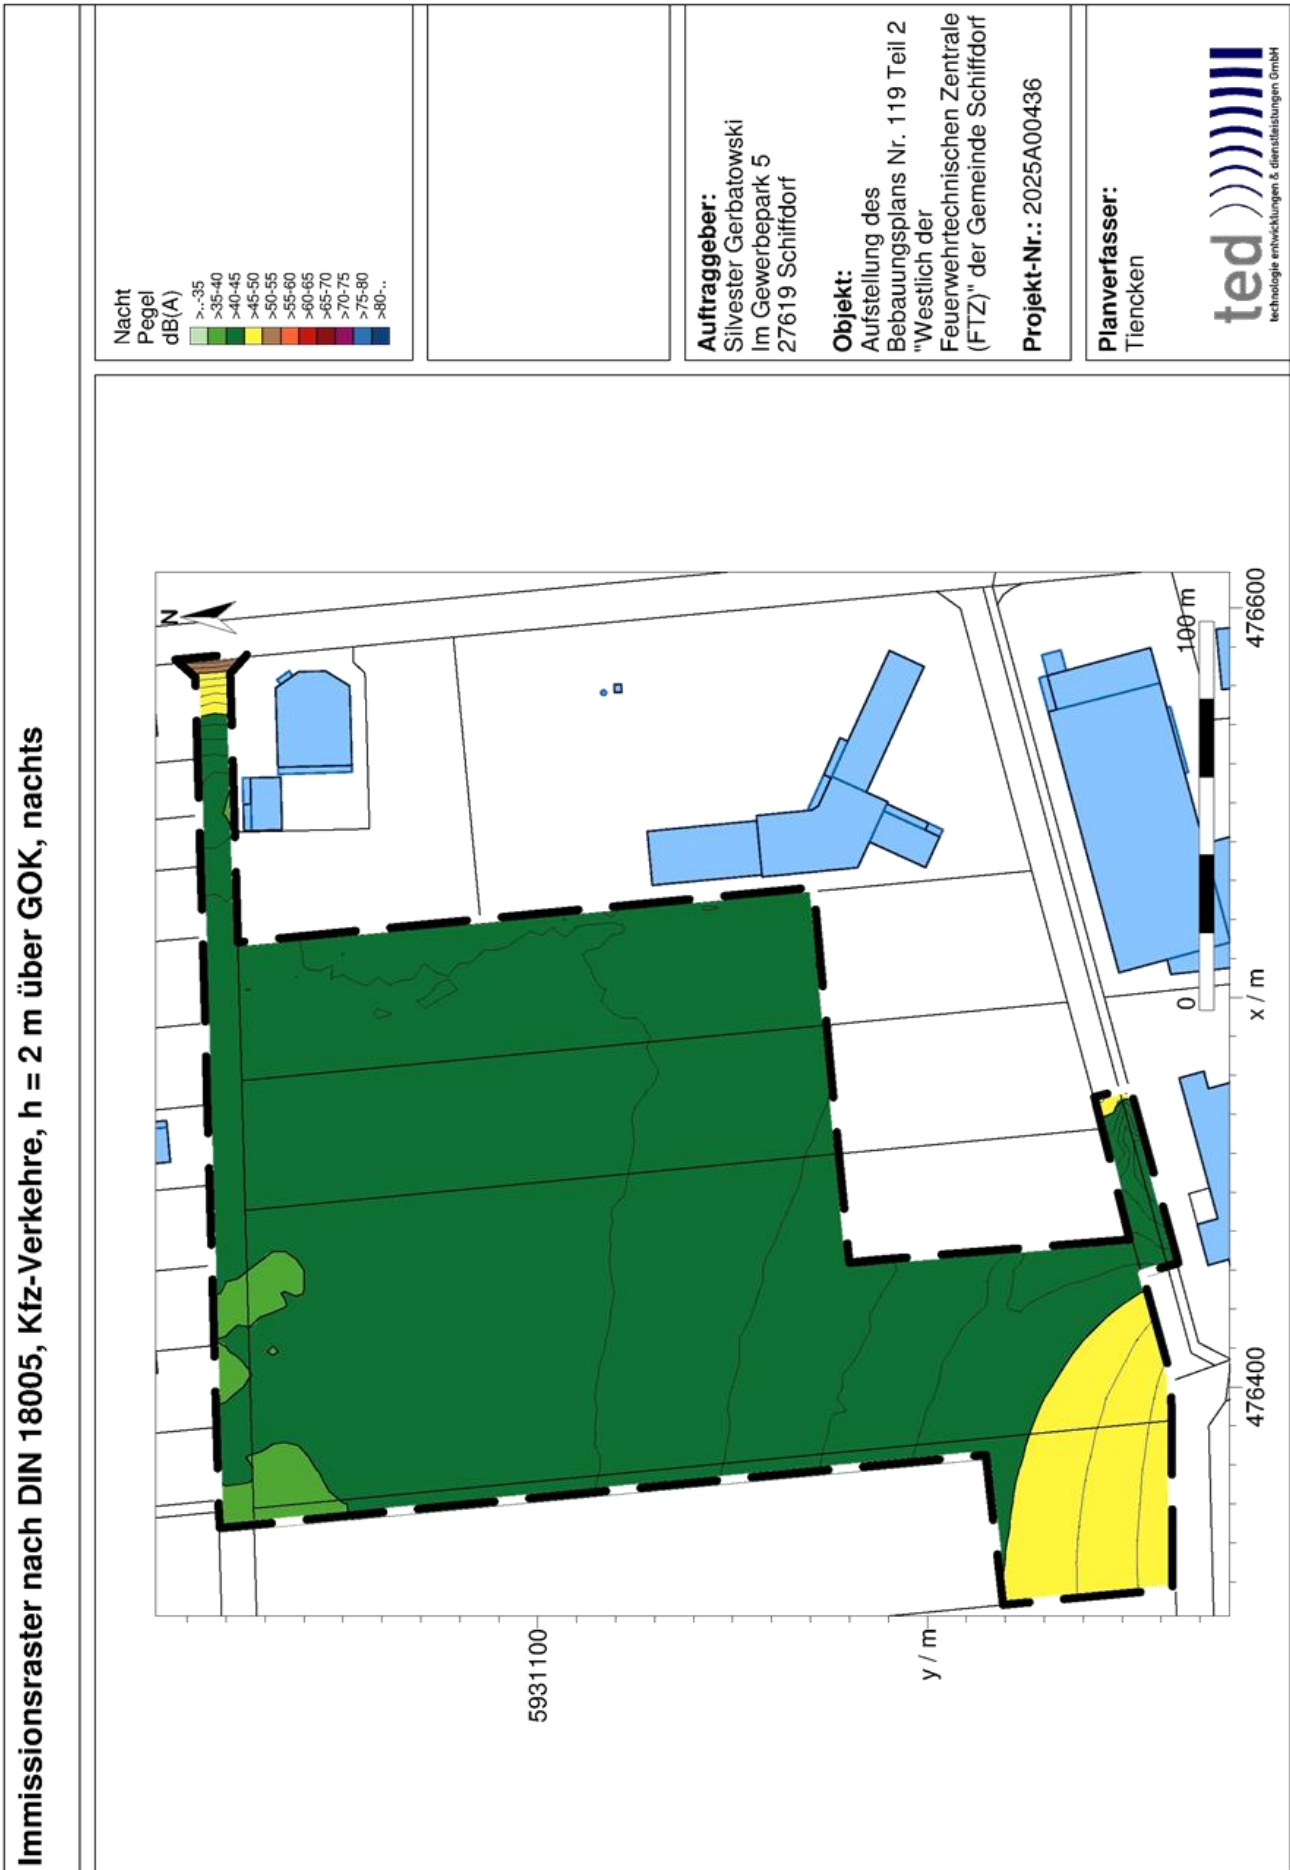 Immissionsraster nach DIN 18005, Kfz-Verkehre, h = 2 m über GOK, nachts
Nacht
Pegel
dB(A)
>..-35
>35-40
>40-45
>45-50
>50-55
>55-60
>60-65
>65-70
>70-75
>75-80
>80-..
Auftraggeber:
Silvester Gerbatowski
Im Gewerbepark 5
27619 Schiffdorf
Objekt:
Aufstellung des
Bebauungsplans Nr. 119 Teil 2
"Westlich der
Feuerwehrtechnischen Zentrale
(FTZ)" der Gemeinde Schiffdorf
Projekt-Nr.: 2025A00436
Planverfasser:
Tiencken
ted
technologie entwicklungen & dienstleistungen GmbH
N
5931100
y / m
0
100 m
476400
x / m
476600